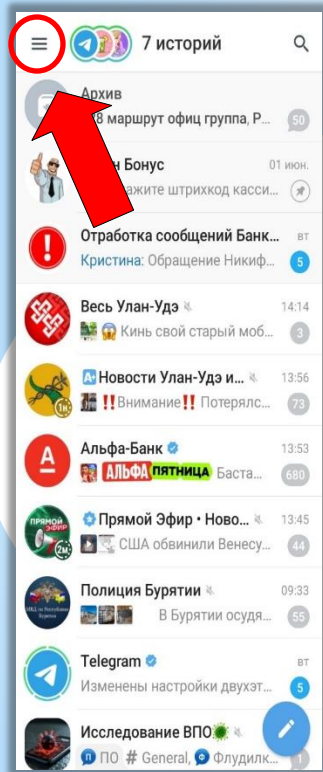 7 историй
Архив
8 маршрут офиц группа, Р... 50
н Бонус 01 июн.
ажите штрихкод касси...
Отработка сообщений Банк... вт
Кристина: Обращение Никиф... 5
Весь Улан-Удэ 14:14
Кинь свой старый моб... 3
А+ Новости Улан-Удэ и... 13:56
1н
‼Внимание‼ Потерялс... 73
Альфа-Банк 13:53
А
АЛЬФА ПЯТНИЦА Баста... 680
Прямой Эфир • Ново... 13:45
ПРЯМОЙ ЭФИР
2м
США обвинили Венесу... 44
Полиция Бурятии 09:33
В Бурятии осудя... 55
Telegram вт
Изменены настройки двухэт... 5
Исследование ВПО
ПО # General, Флудилк... 1